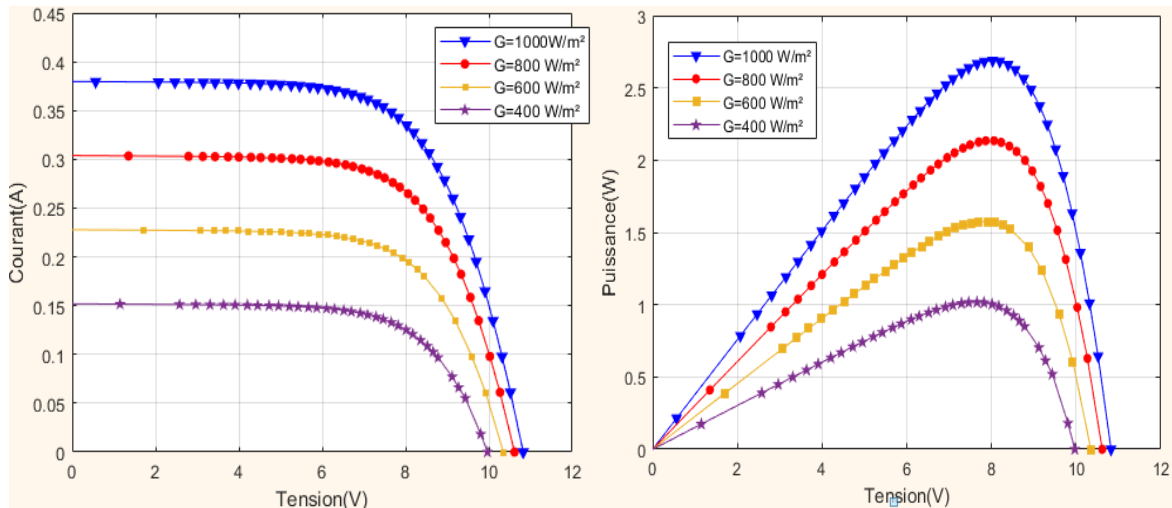 0.45
0.4
0.35
0.3
0.25
0.2
0.15
0.1
0.05
0
Courant(A)
0 2 4 6 8 10 12
Tension(V)
G=1000W/m²
G=800 W/m²
G=600 W/m²
G=400 W/m²
3
2.5
2
1.5
1
0.5
0
Puissance(W)
0 2 4 6 8 10 12
Tension(V)
G=1000 W/m²
G=800 W/m²
G=600 W/m²
G=400 W/m²